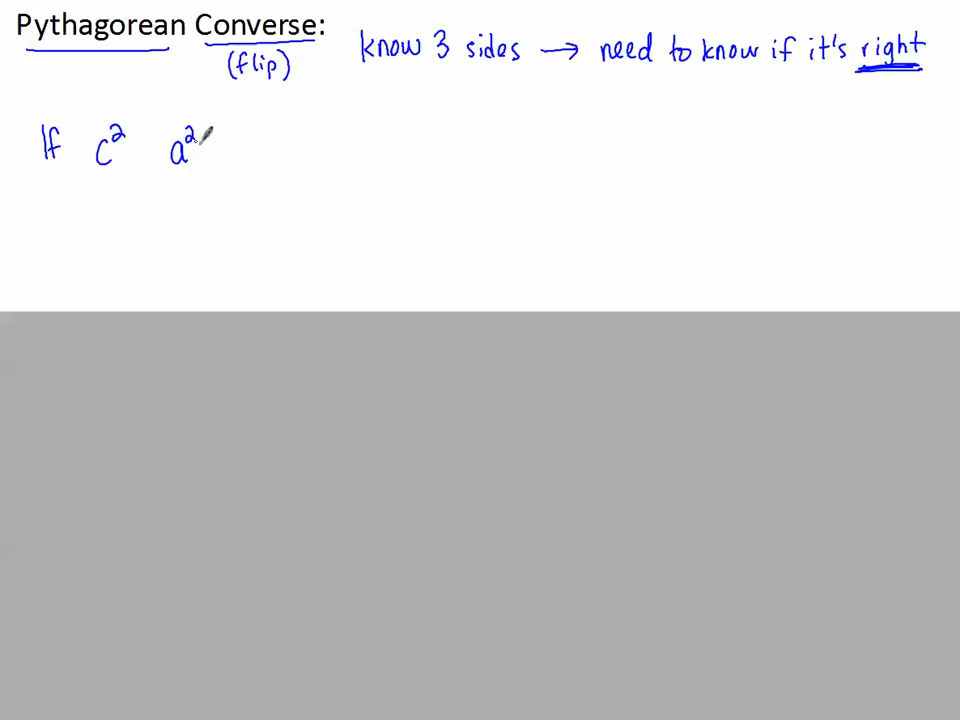 Pythagorean Converse:
(flip)
know 3 sides → need to know if it's right
If c² a²